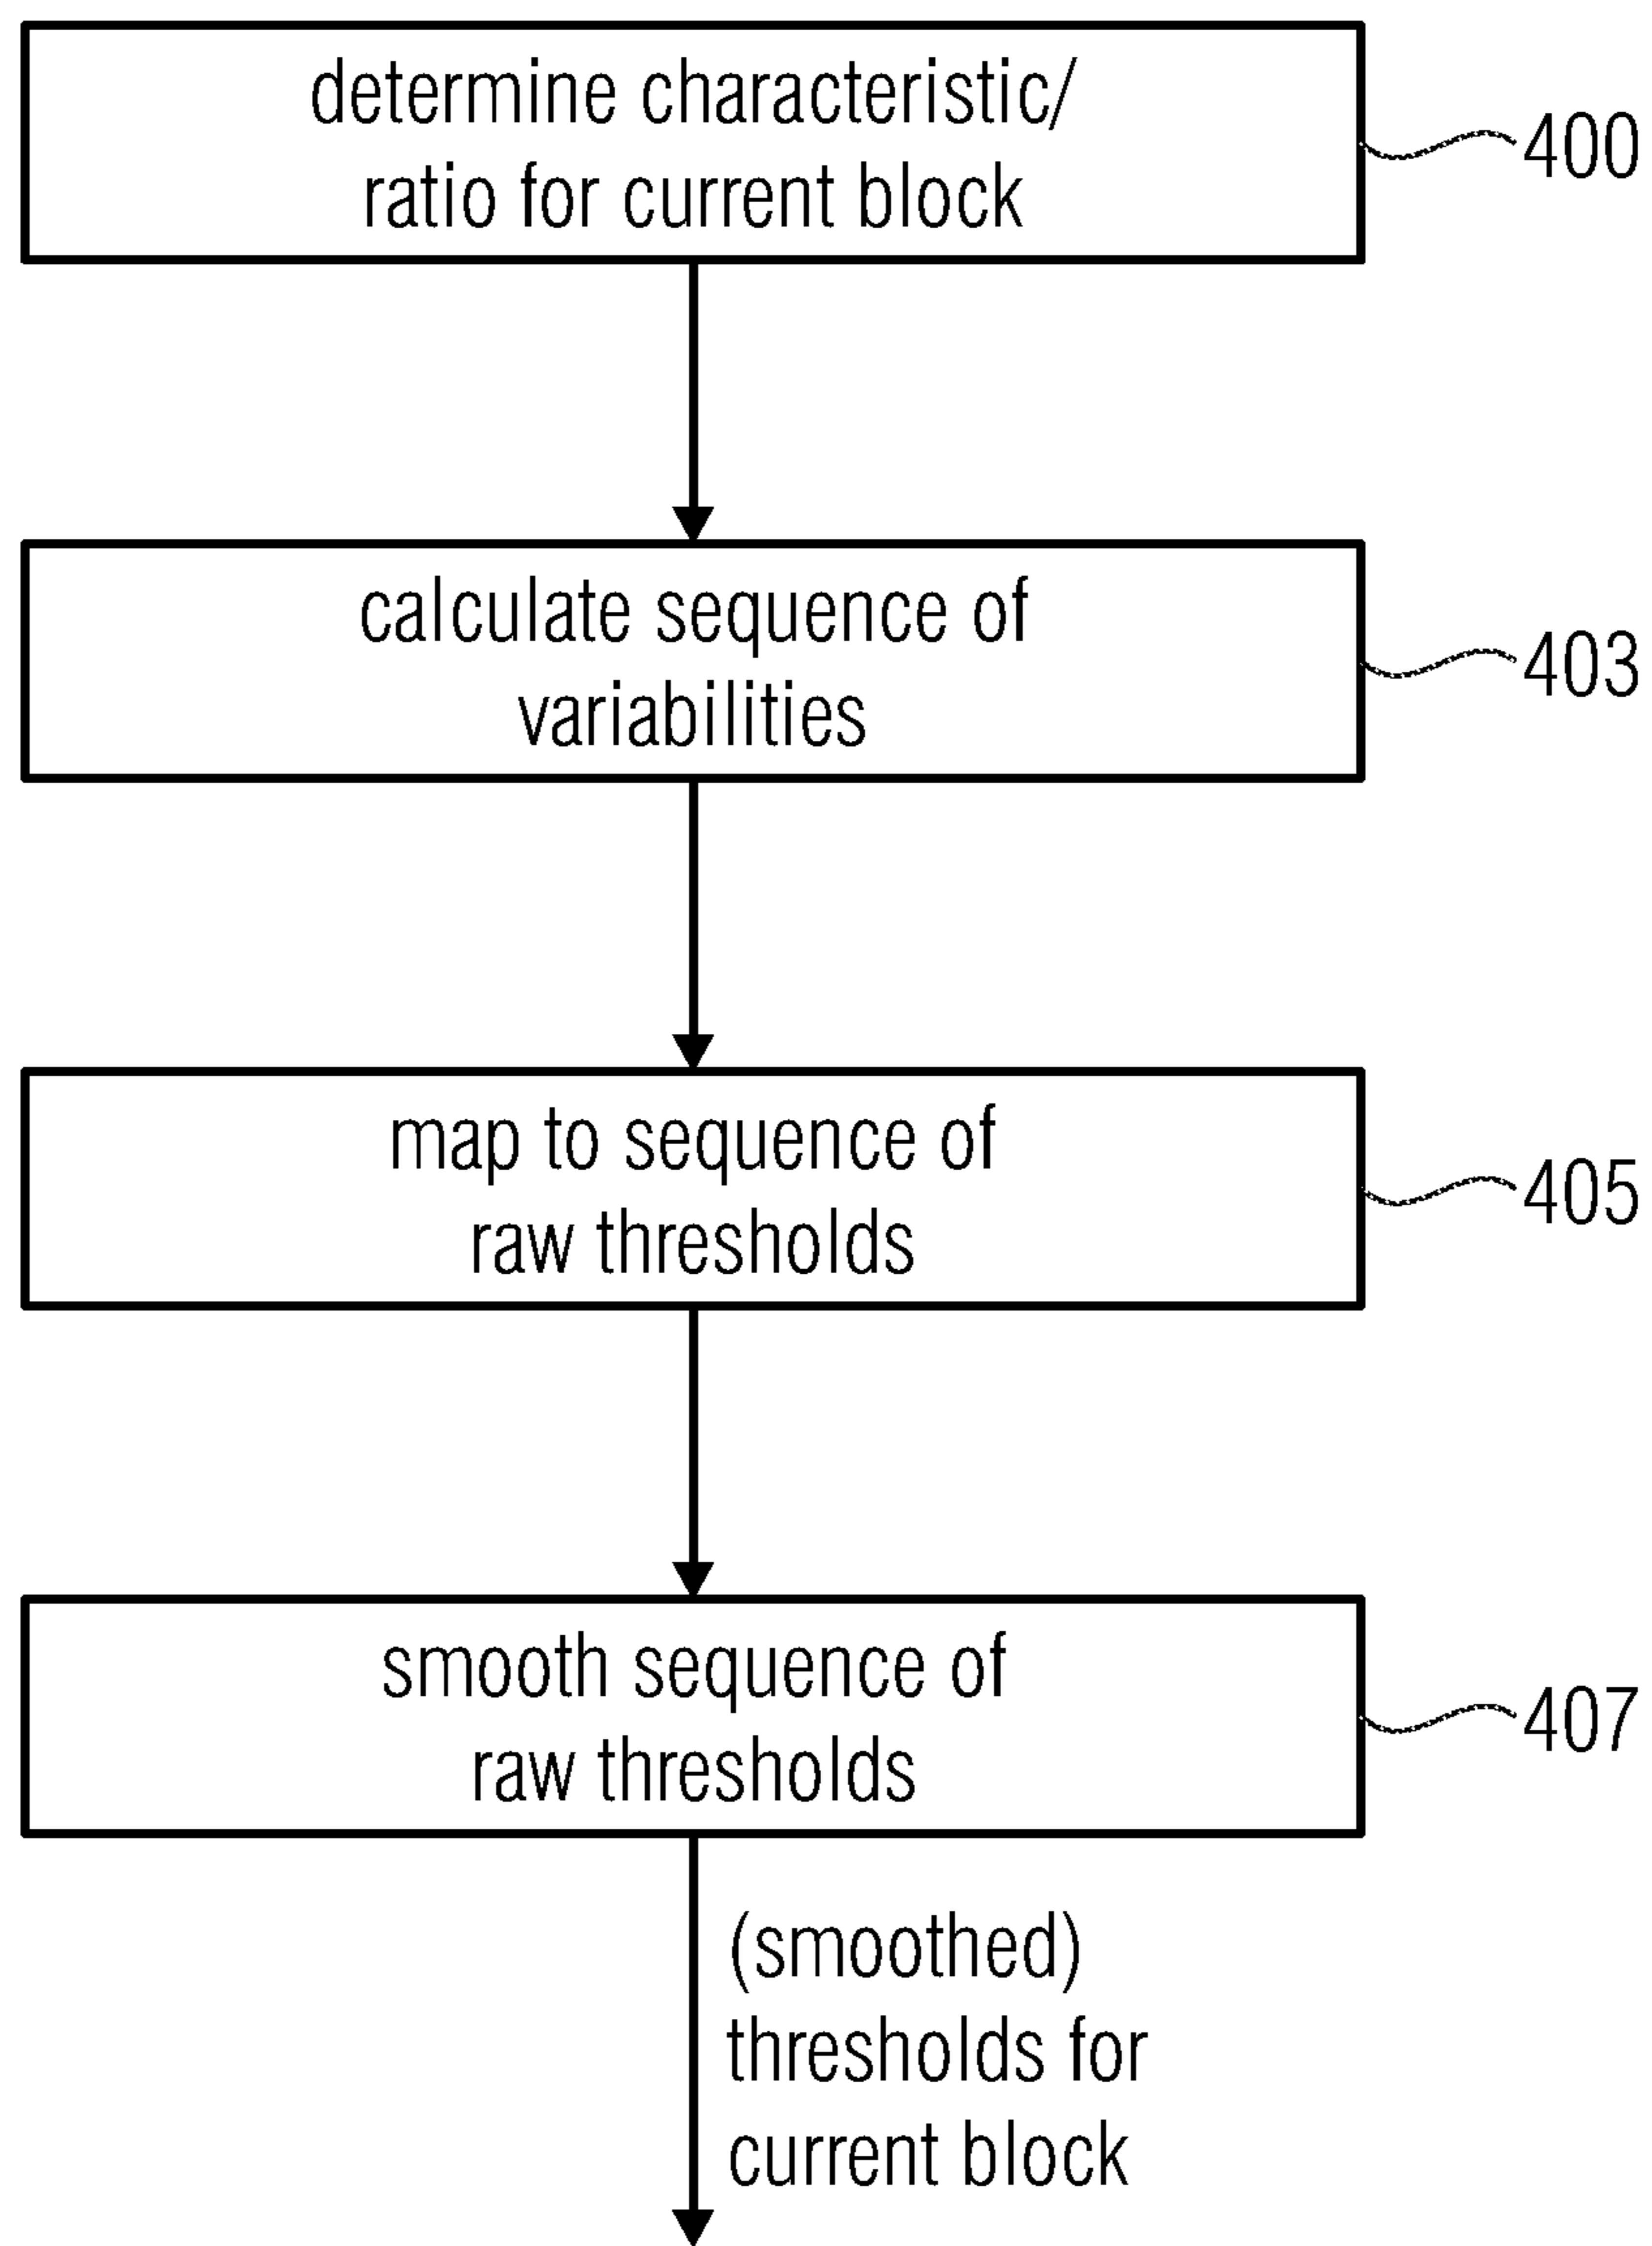 determine characteristic/
ratio for current block
400
calculate sequence of
variabilities
403
map to sequence of
raw thresholds
405
smooth sequence of
raw thresholds
407
(smoothed)
thresholds for
current block